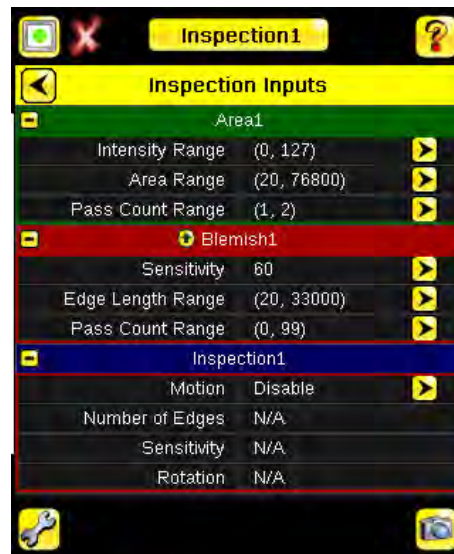 Inspection1
Inspection Inputs
Area1
Intensity Range (0, 127)
Area Range (20, 76800)
Pass Count Range (1, 2)
Blemish1
Sensitivity 60
Edge Length Range (20, 33000)
Pass Count Range (0, 99)
Inspection1
Motion Disable
Number of Edges N/A
Sensitivity N/A
Rotation N/A